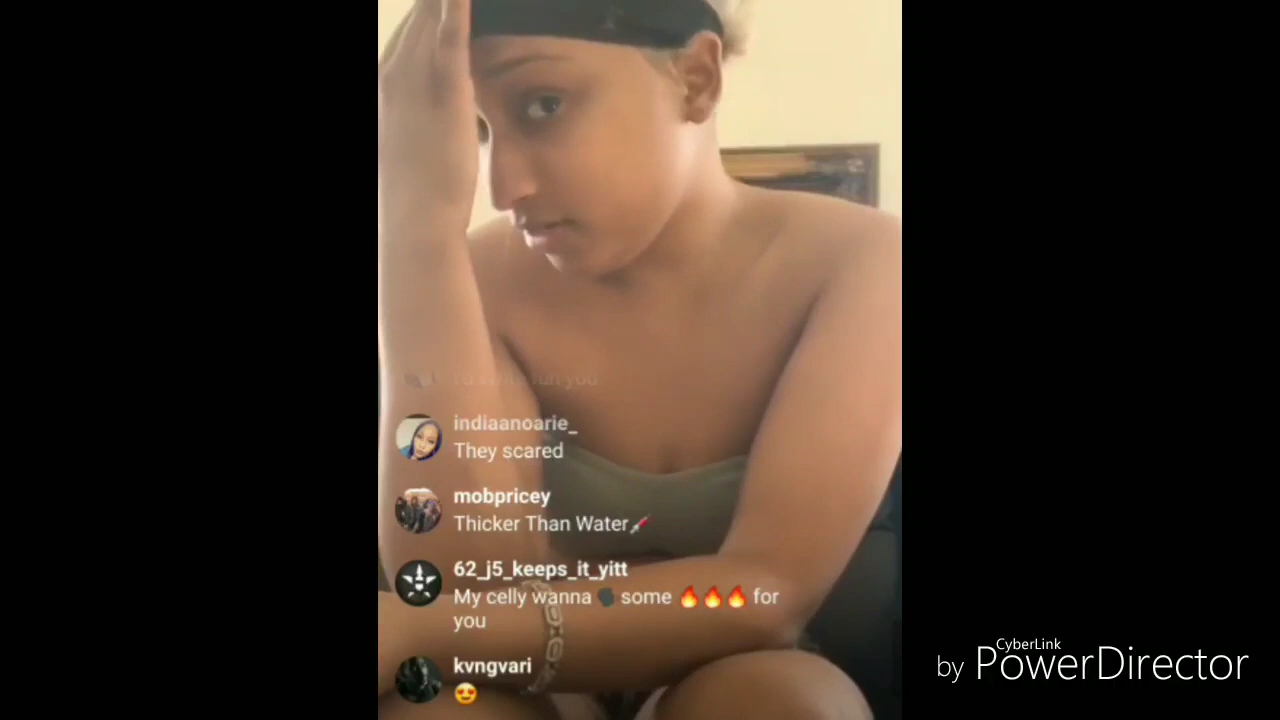 indiaanoarie_
They scared
mobpricey
Thicker Than Water
62_j5_keeps_it_yitt
My celly wanna 🗣 some 🔥🔥🔥 for
you
kvngvari
😍
CyberLink
by PowerDirector